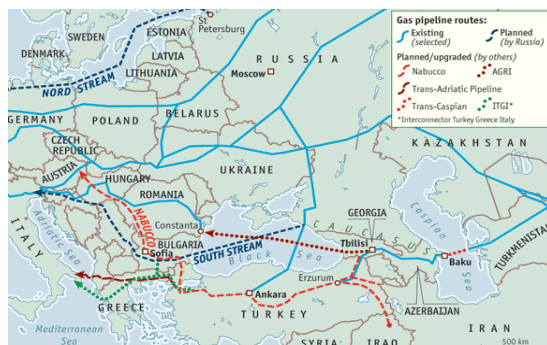 Gas pipeline routes:
Existing
(selected)
Planned
(by Russia)
Planned/upgraded (by others)
Nabucco
AGRI
Trans-Adriatic Pipeline
Trans-Caspian
ITGI*
*Interconnector Turkey Greece Italy
St
Petersburg
SWEDEN
ESTONIA
DENMARK
LATVIA
RUSSIA
LITHUANIA
Moscow
NORD STREAM
BELARUS
GERMANY
POLAND
KAZAKHSTAN
CZECH
REPUBLIC
UKRAINE
AUSTRIA
HUNGARY
ROMANIA
ITALY
Adriatic Sea
NABUCCO
Constanta
GEORGIA
CAUCASUS
Caspian
Sea
TURKMENISTAN
BULGARIA
Sofia
SOUTH STREAM
Black Sea
Tbilisi
Baku
Erzurum
Ankara
AZERBAIJAN
GREECE
TURKEY
Mediterranean
Sea
SYRIA
IRAQ
IRAN
500 km